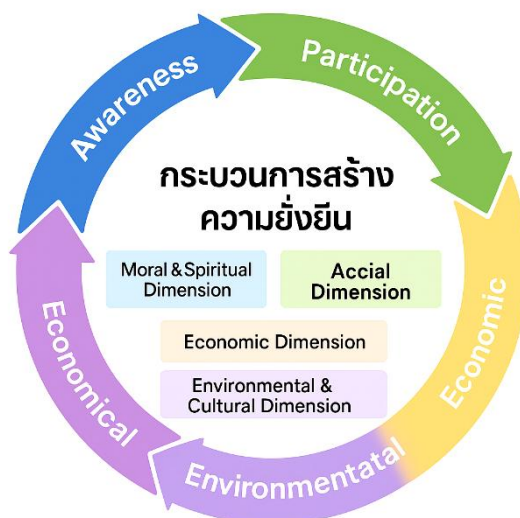 Awareness
Participation
Economic
Environmentatal
Economical
กระบวนการสร้าง
ความยั่งยืน
Moral & Spiritual
Dimension
Accial
Dimension
Economic Dimension
Environmental &
Cultural Dimension